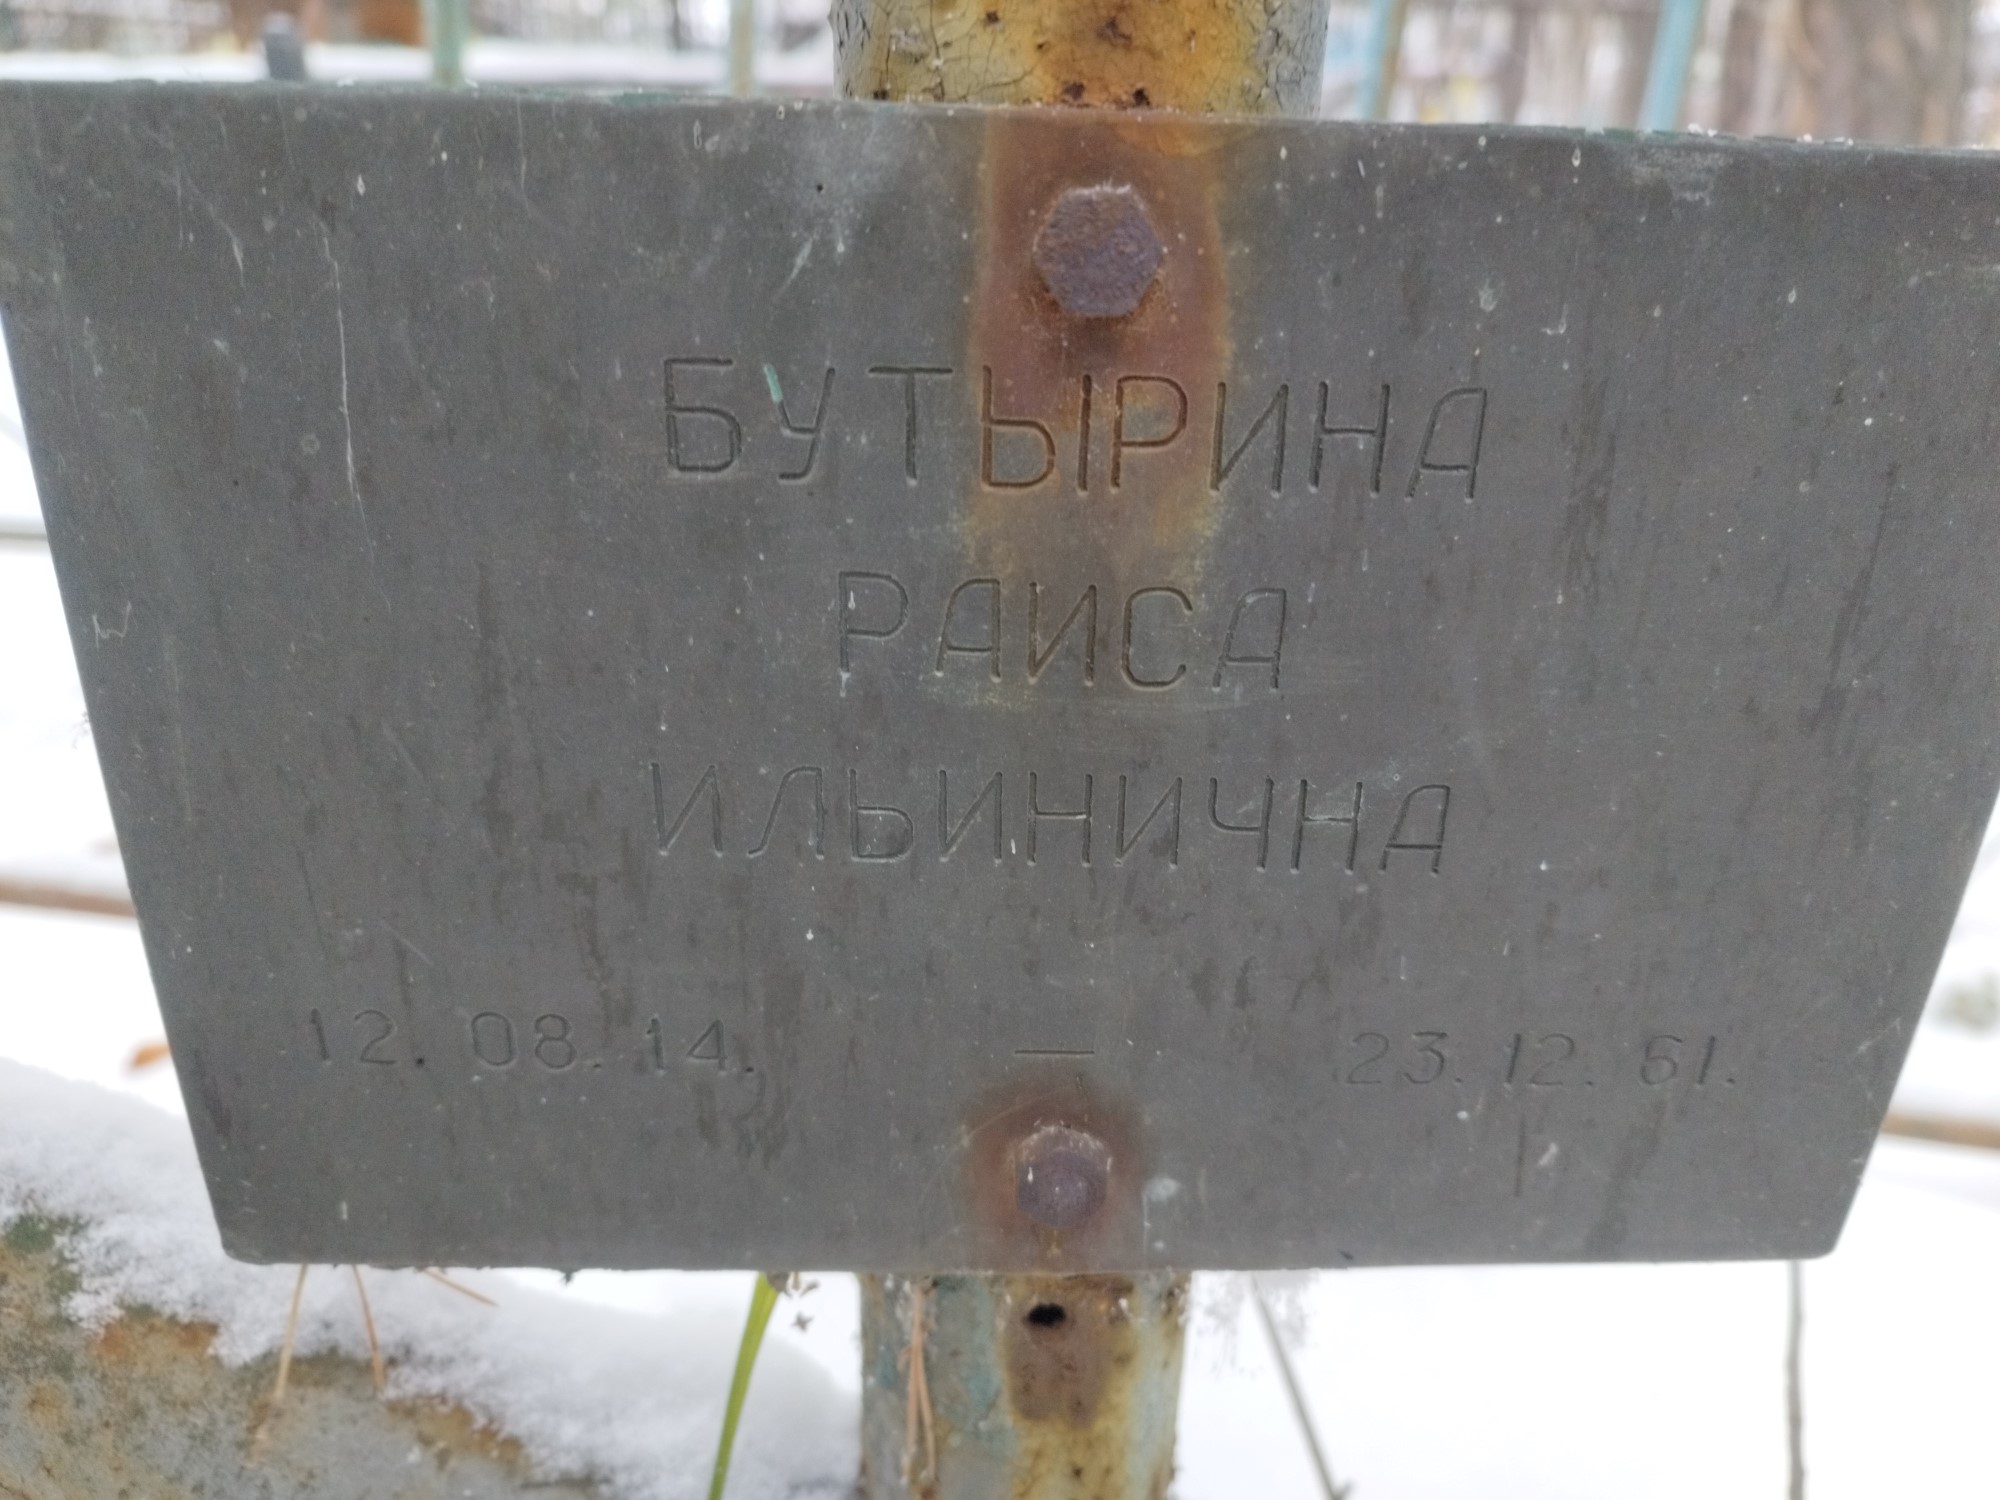 БУТЫРИНА
РАИСА
ИЛЬИНИЧНА
12.08.14. — 23.12.61.